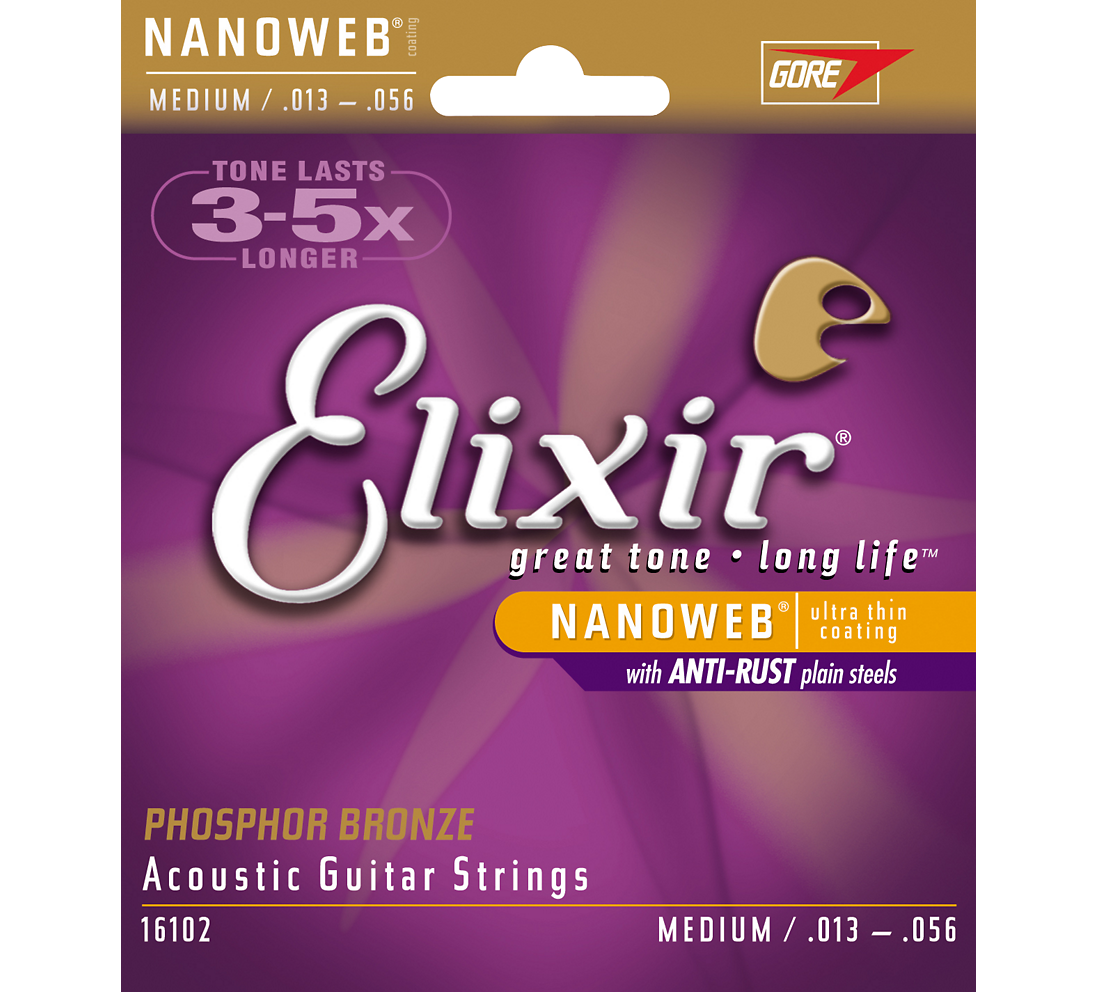 NANOWEB® coating
MEDIUM / .013 – .056
GORE
TONE LASTS
3-5x
LONGER
e
Elixir®
great tone • long life™
NANOWEB® ultra thin
coating
with ANTI-RUST plain steels
PHOSPHOR BRONZE
Acoustic Guitar Strings
16102 MEDIUM / .013 – .056